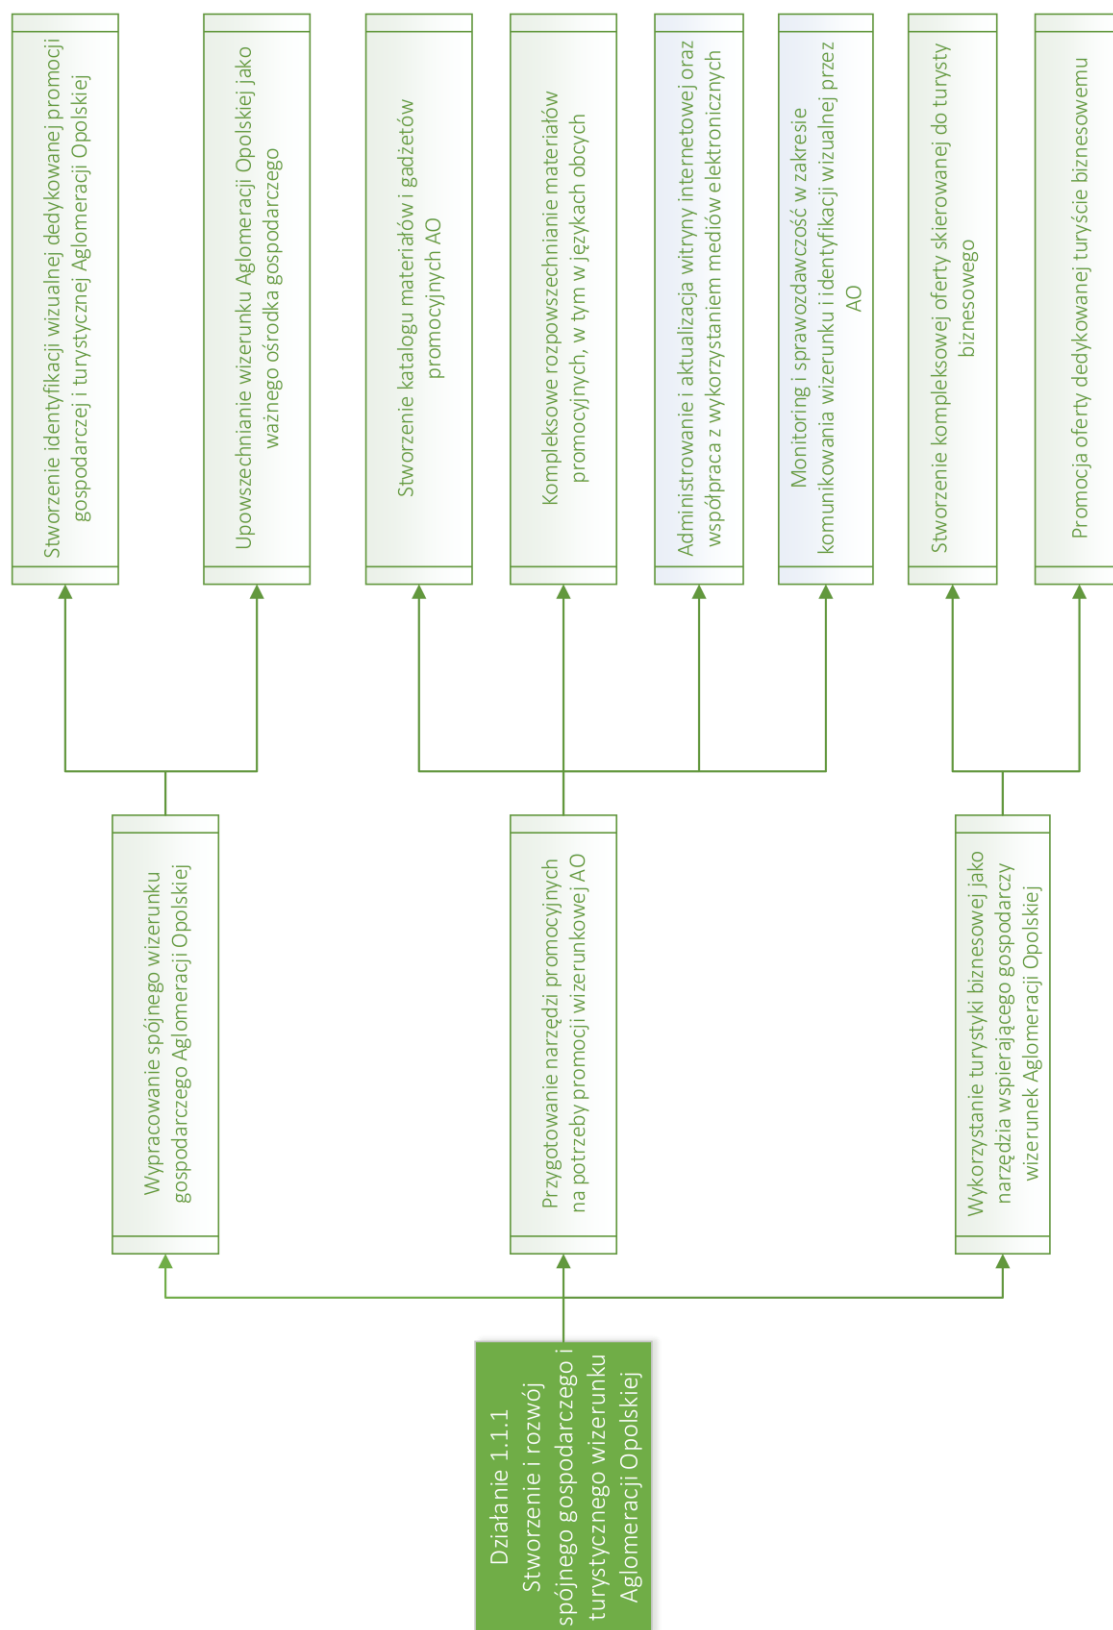 Działanie 1.1.1
Stworzenie i rozwój
spójnego gospodarczego i
turystycznego wizerunku
Aglomeracji Opolskiej
Wypracowanie spójnego wizerunku
gospodarczego Aglomeracji Opolskiej
Stworzenie identyfikacji wizualnej dedykowanej promocji
gospodarczej i turystycznej Aglomeracji Opolskiej
Upowszechnianie wizerunku Aglomeracji Opolskiej jako
ważnego ośrodka gospodarczego
Przygotowanie narzędzi promocyjnych
na potrzeby promocji wizerunkowej AO
Stworzenie katalogu materiałów i gadżetów
promocyjnych AO
Kompleksowe rozpowszechnianie materiałów
promocyjnych, w tym w językach obcych
Administrowanie i aktualizacja witryny internetowej oraz
współpraca z wykorzystaniem mediów elektronicznych
Monitoring i sprawozdawczość w zakresie
komunikowania wizerunku i identyfikacji wizualnej przez
AO
Wykorzystanie turystyki biznesowej jako
narzędzia wspierającego gospodarczy
wizerunek Aglomeracji Opolskiej
Stworzenie kompleksowej oferty skierowanej do turysty
biznesowego
Promocja oferty dedykowanej turyście biznesowemu